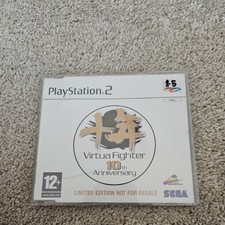 PlayStation 2
十年
Virtua Fighter
10th
Anniversary
LIMITED EDITION NOT FOR RESALE
12+
SEGA